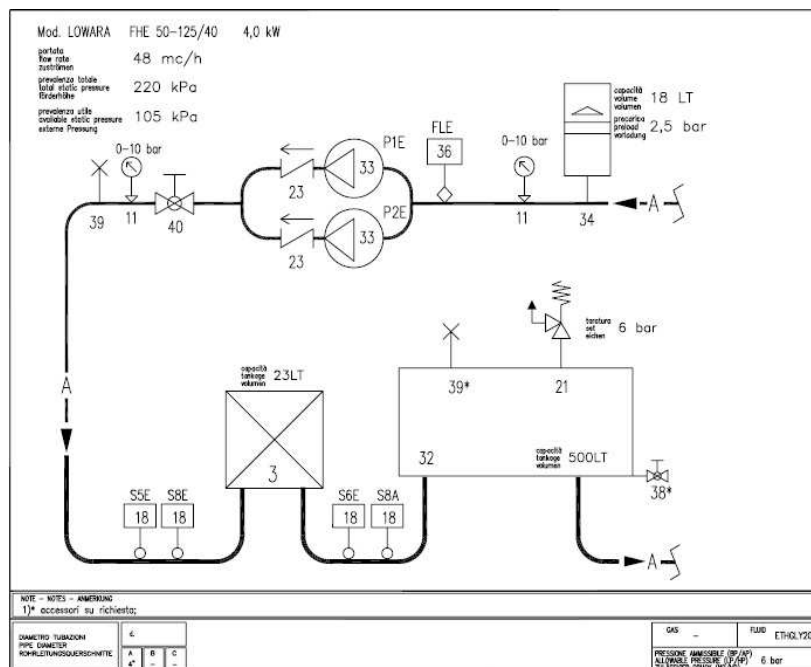 Mod. LOWARA FHE 50-125/40 4,0 kW
portata
flow rate
zuströmen
48 mc/h
prevalenza totale
total static pressure
förderhöhe
220 kPa
prevalenza utile
available static pressure
externe Pressung
105 kPa
capacità
volume
volumen
18 LT
precarica
preload
vorladung
2,5 bar
P1E
FLE
36
0-10 bar
0-10 bar
33
23
39
11
40
P2E
33
23
11
34
A
taratura
set
eichen
6 bar
A
39*
21
capacità
tankage
volumen
23LT
3
32
capacità
tankage
volumen
500LT
38*
S5E
S8E
18
18
S6E
S8A
18
18
A
NOTE - NOTES - ANMERKUNG
1)* accessori su richiesta;
DIAMETRO TUBAZIONI
PIPE DIAMETER
ROHRLEITUNGSQUERSCHNITTE
A B C
4" - -
GAS -
FLUID ETHGLY20
PRESSIONE AMMISSIBILE (BP/AP)
ALLOWABLE PRESSURE (LP/HP)
6 bar